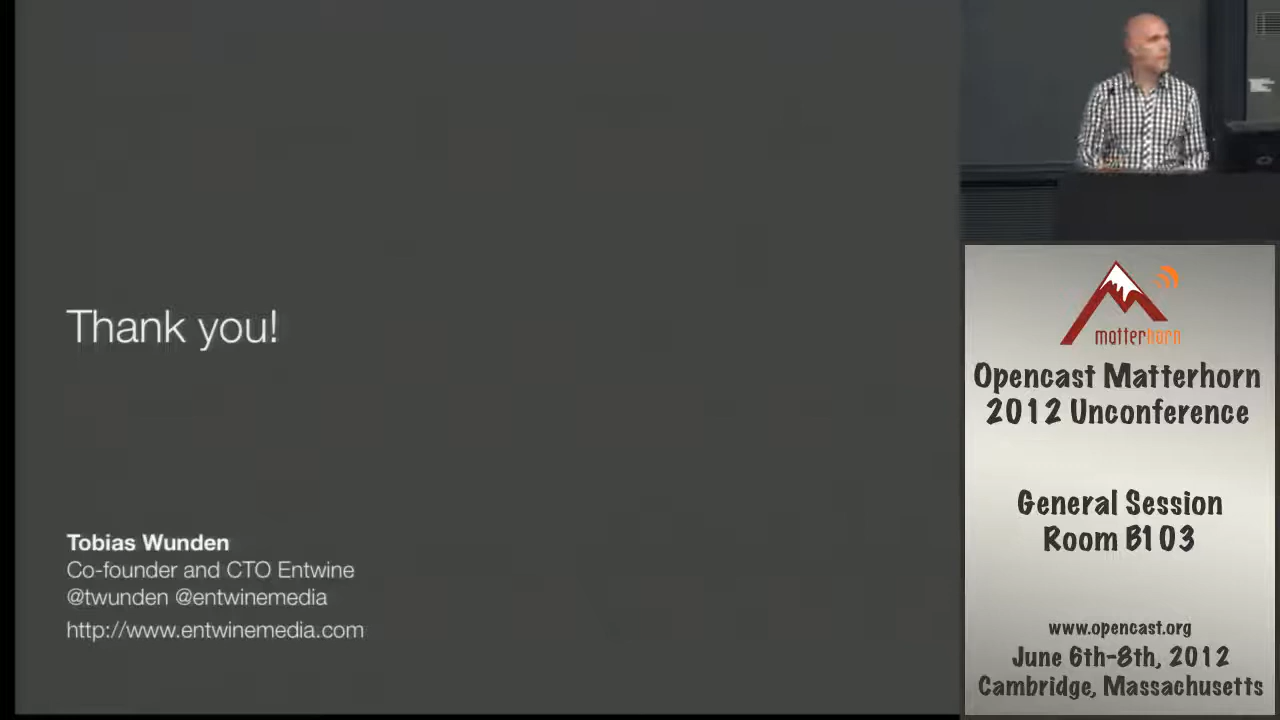 Thank you!
Tobias Wunden
Co-founder and CTO Entwine
@twunden @entwinemedia
http://www.entwinemedia.com
matterhorn
Opencast Matterhorn
2012 Unconference
General Session
Room B103
www.opencast.org
June 6th-8th, 2012
Cambridge, Massachusetts